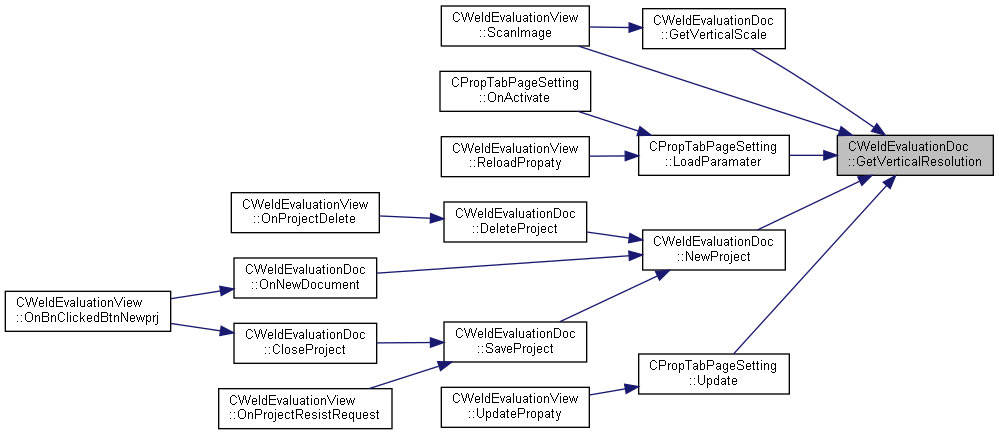 CWeldEvaluationView
::ScanImage
CWeldEvaluationDoc
::GetVerticalScale
CPropTabPageSetting
::OnActivate
CWeldEvaluationView
::ReloadPropaty
CPropTabPageSetting
::LoadParamater
CWeldEvaluationDoc
::GetVerticalResolution
CWeldEvaluationView
::OnProjectDelete
CWeldEvaluationDoc
::DeleteProject
CWeldEvaluationDoc
::NewProject
CWeldEvaluationDoc
::OnNewDocument
CWeldEvaluationView
::OnBnClickedBtnNewprj
CWeldEvaluationDoc
::CloseProject
CWeldEvaluationDoc
::SaveProject
CPropTabPageSetting
::Update
CWeldEvaluationView
::OnProjectResistRequest
CWeldEvaluationView
::UpdatePropaty